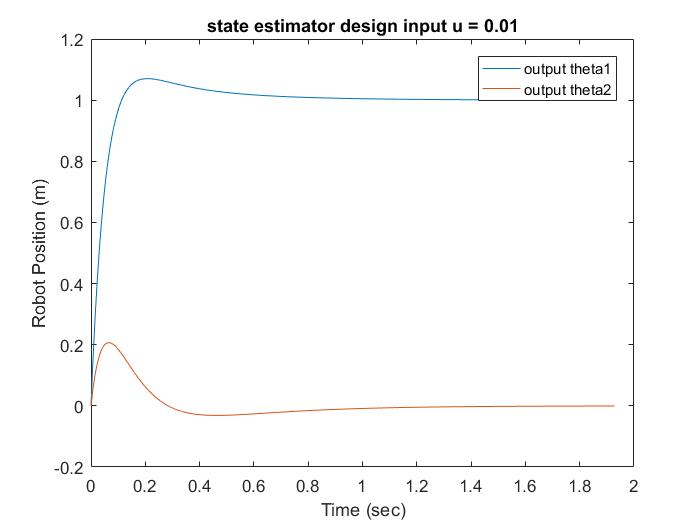 state estimator design input u = 0.01
output theta1
output theta2
Robot Position (m)
1.2
1
0.8
0.6
0.4
0.2
0
-0.2
0 0.2 0.4 0.6 0.8 1 1.2 1.4 1.6 1.8 2
Time (sec)